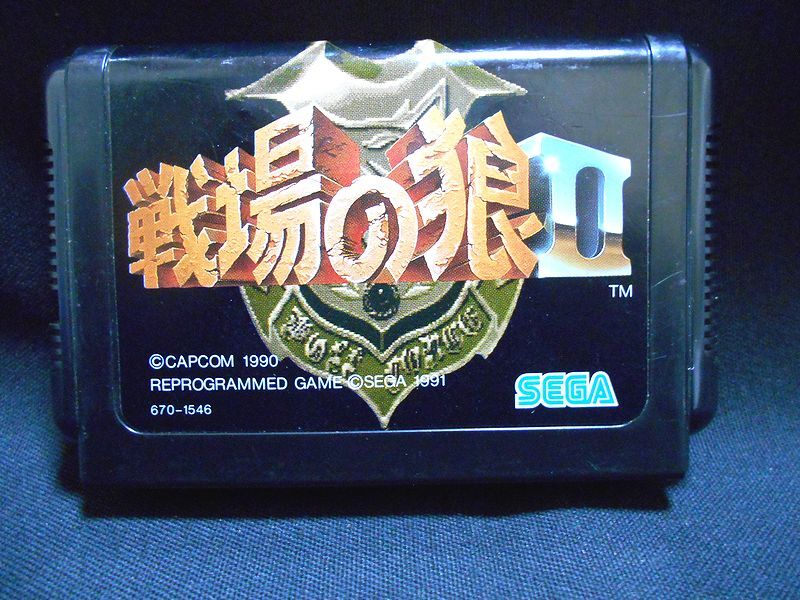 戦場の狼II
TM
©CAPCOM 1990
REPROGRAMMED GAME ©SEGA 1991
670-1546
SEGA